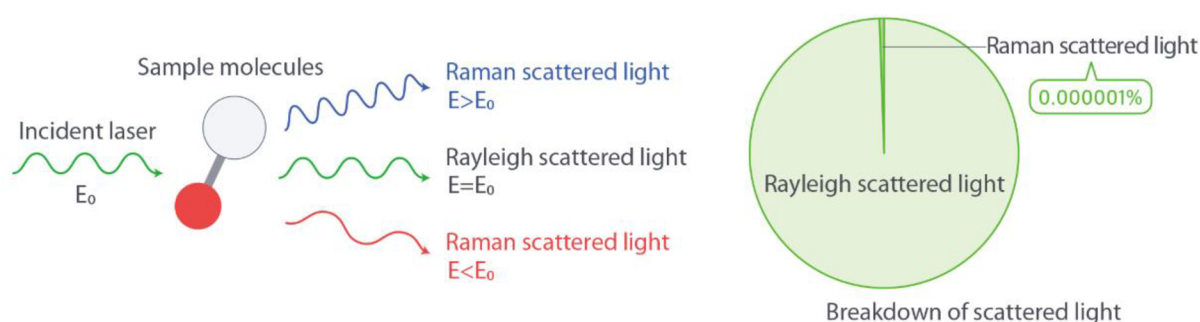 Sample molecules
Incident laser
E₀
Raman scattered light
E>E₀
Rayleigh scattered light
E=E₀
Raman scattered light
E<E₀
Raman scattered light
0.000001%
Rayleigh scattered light
Breakdown of scattered light